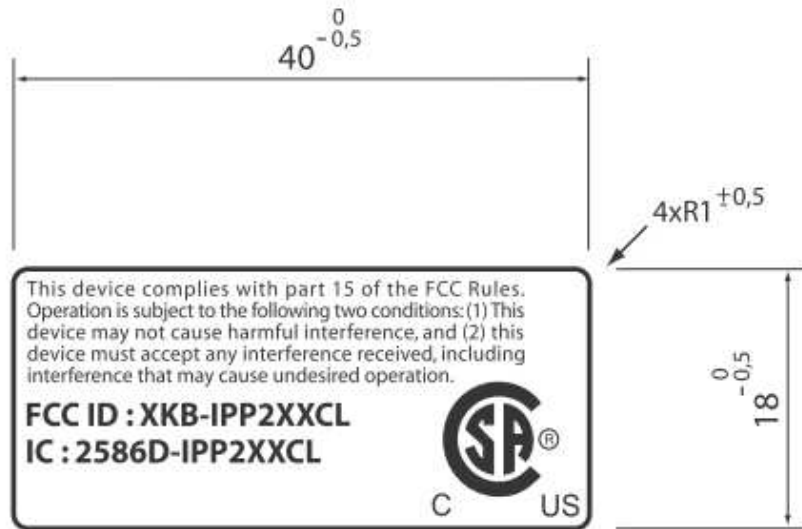 0
-0,5
40
4xR1 ±0,5
This device complies with part 15 of the FCC Rules.
Operation is subject to the following two conditions: (1) This
device may not cause harmful interference, and (2) this
device must accept any interference received, including
interference that may cause undesired operation.
FCC ID : XKB-IPP2XXCL
IC : 2586D-IPP2XXCL
SA ®
C US
0
-0,5
18